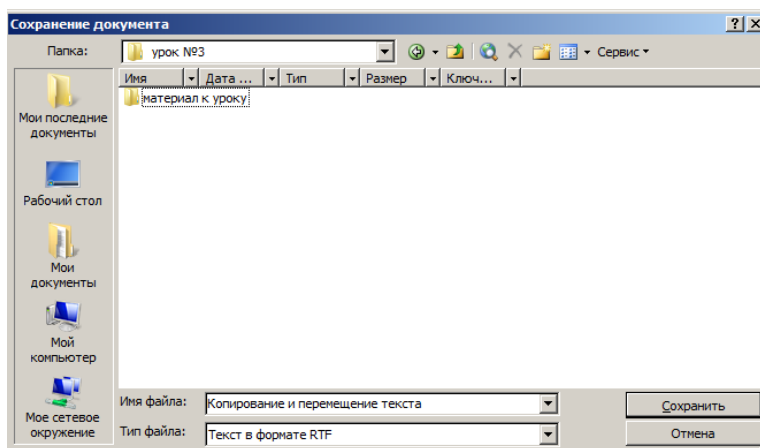 Сохранение документа
Папка:
урок №3
Сервис
Имя
Дата ...
Тип
Размер
Ключ...
материал к уроку
Мои последние
документы
Рабочий стол
Мои
документы
Мой
компьютер
Мое сетевое
окружение
Имя файла:
Копирование и перемещение текста
Сохранить
Тип файла:
Текст в формате RTF
Отмена